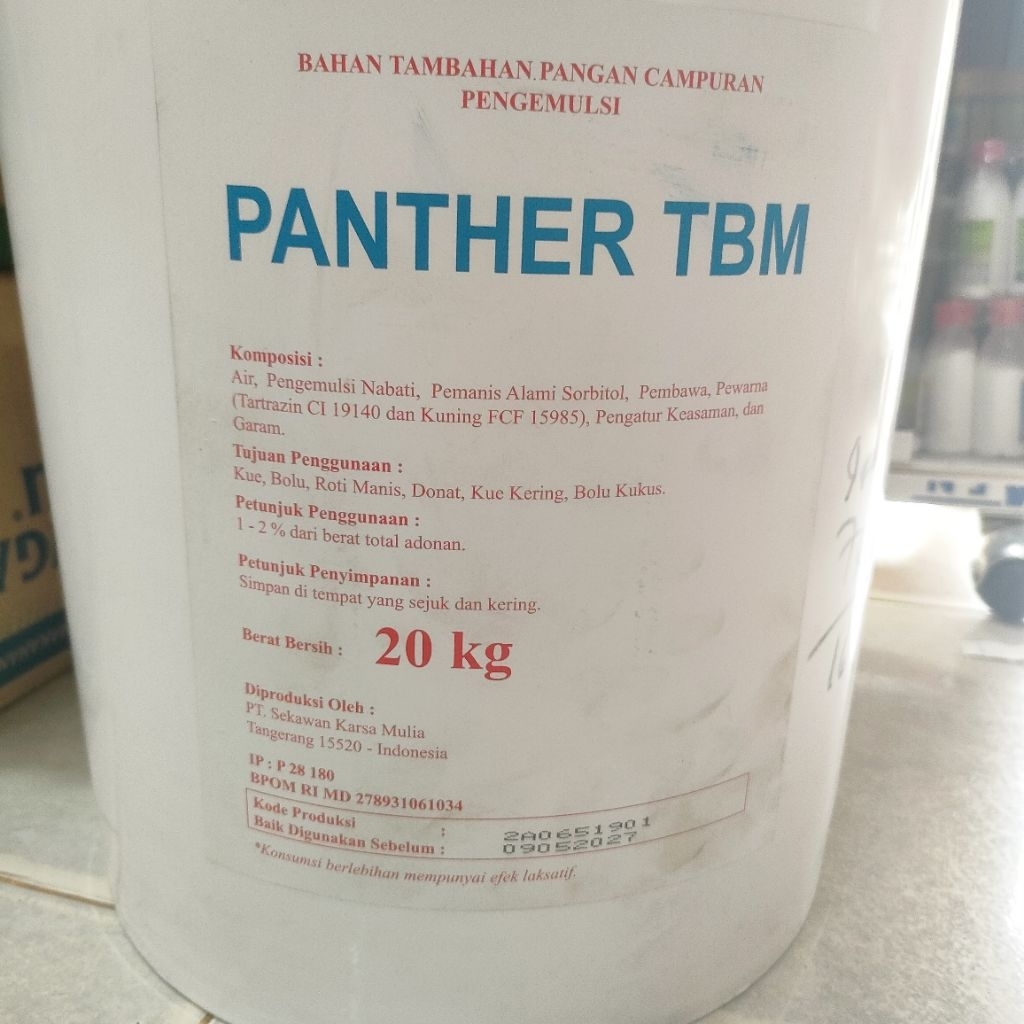 BAHAN TAMBAHAN PANGAN CAMPURAN
PENGEMULSI
PANTHER TBM
Komposisi :
Air, Pengemulsi Nabati, Pemanis Alami Sorbitol, Pembawa, Pewarna
(Tartrazin CI 19140 dan Kuning FCF 15985), Pengatur Keasaman, dan
Garam.
Tujuan Penggunaan :
Kue, Bolu, Roti Manis, Donat, Kue Kering, Bolu Kukus.
Petunjuk Penggunaan :
1 - 2 % dari berat total adonan.
Petunjuk Penyimpanan :
Simpan di tempat yang sejuk dan kering.
Berat Bersih : 20 kg
Diproduksi Oleh :
PT. Sekawan Karsa Mulia
Tangerang 15520 - Indonesia
IP : P 28 180
BPOM RI MD 278931061034
Kode Produksi : 2A0651901
Baik Digunakan Sebelum : 09052027
*Konsumsi berlebihan mempunyai efek laksatif.